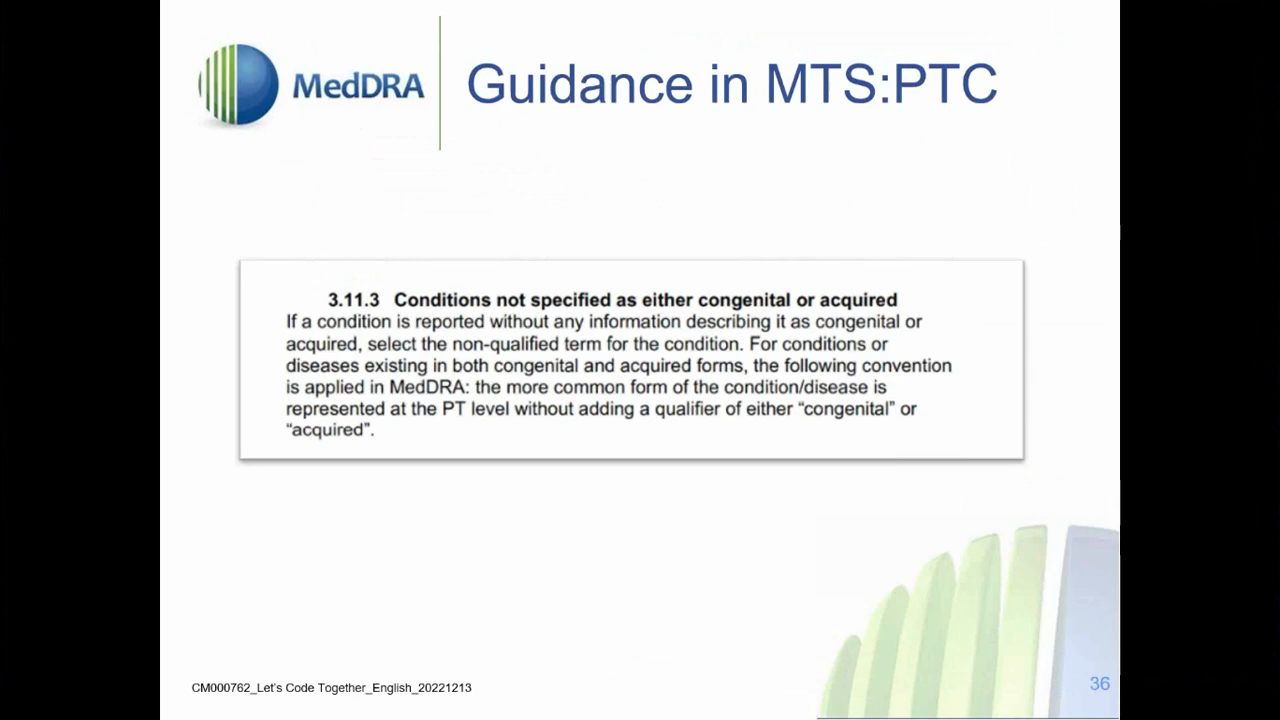 MedDRA
Guidance in MTS:PTC
3.11.3 Conditions not specified as either congenital or acquired
If a condition is reported without any information describing it as congenital or
acquired, select the non-qualified term for the condition. For conditions or
diseases existing in both congenital and acquired forms, the following convention
is applied in MedDRA: the more common form of the condition/disease is
represented at the PT level without adding a qualifier of either “congenital” or
“acquired”.
CM000762_Let’s Code Together_English_20221213
36